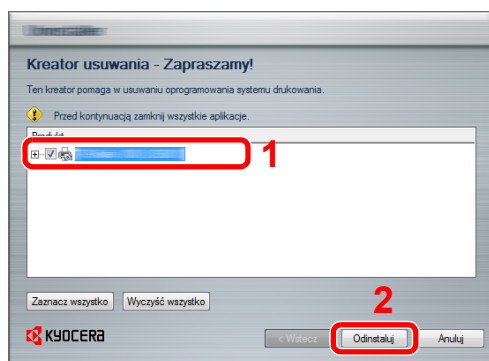 Kreator usuwania - Zapraszamy!
Ten kreator pomaga w usuwaniu oprogramowania systemu drukowania.
Przed kontynuacją zamknij wszystkie aplikacje.
Produkt
1
Zaznacz wszystko Wyczyść wszystko
2
KYOCERA < Wstecz Odinstaluj Anuluj